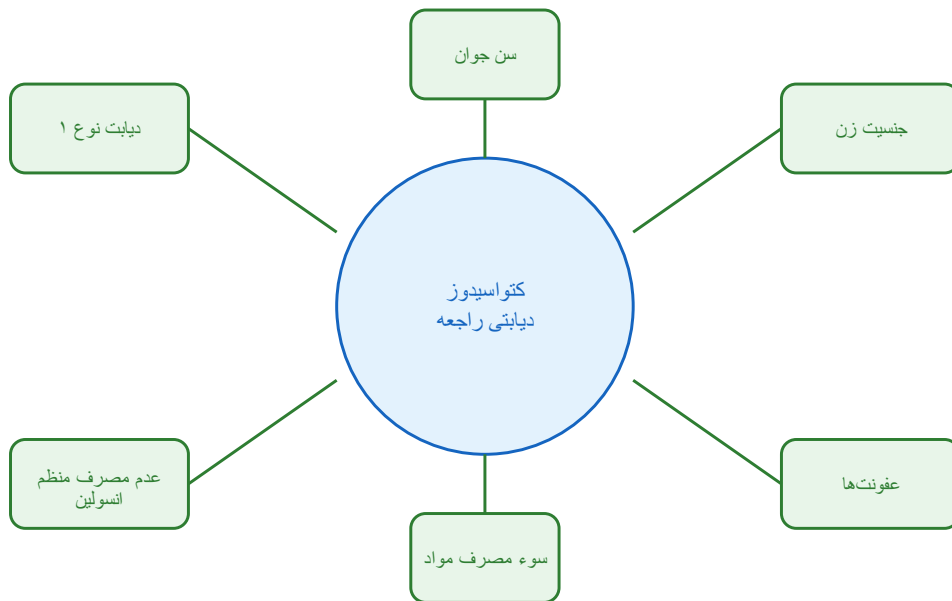 سن جوان
جنسیت زن
دیابت نوع ۱
کتواسیدوز
دیابتی راجعه
عدم مصرف منظم
انسولین
عفونت‌ها
سوء مصرف مواد